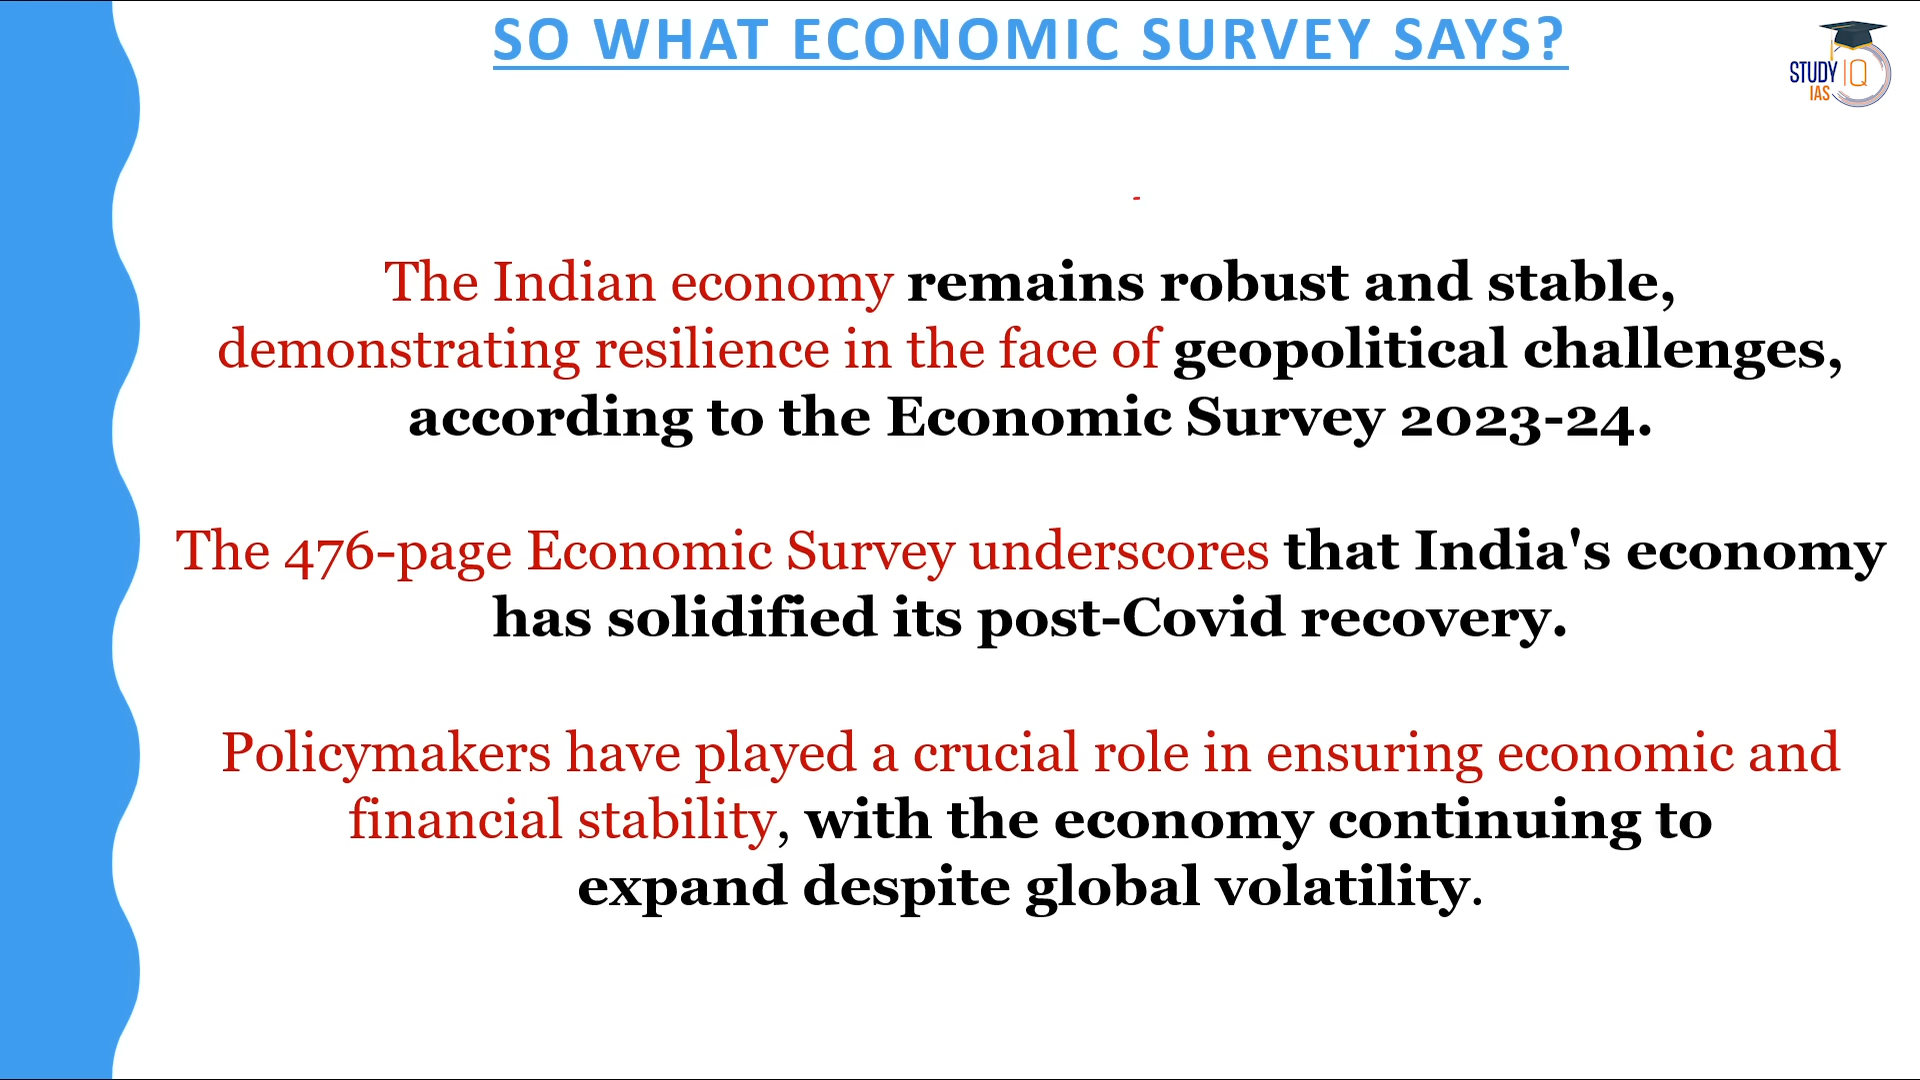 SO WHAT ECONOMIC SURVEY SAYS?
STUDY IQ
IAS
The Indian economy remains robust and stable,
demonstrating resilience in the face of geopolitical challenges,
according to the Economic Survey 2023-24.
The 476-page Economic Survey underscores that India's economy
has solidified its post-Covid recovery.
Policymakers have played a crucial role in ensuring economic and
financial stability, with the economy continuing to
expand despite global volatility.